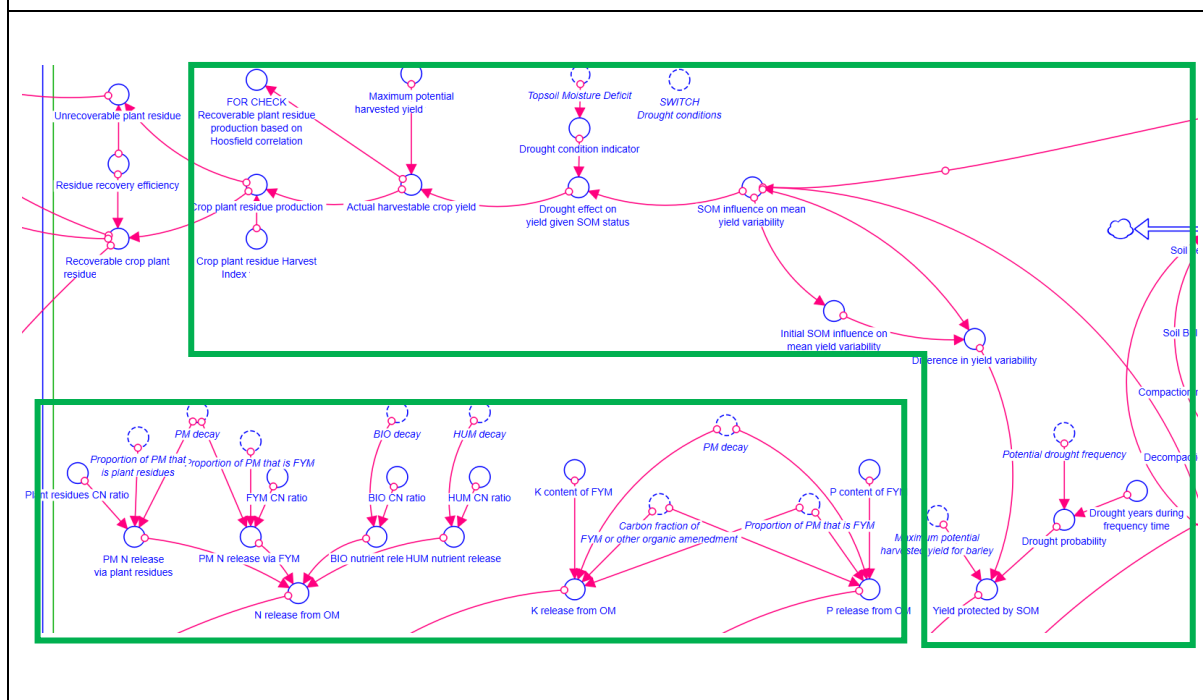 Unrecoverable plant residue
Residue recovery efficiency
Recoverable crop plant
residue
FOR CHECK
Recoverable plant residue
production based on
Hoosfield correlation
Maximum potential
harvested yield
Topsoil Moisture Deficit
SWITCH
Drought conditions
Drought condition indicator
Crop plant residue production
Actual harvestable crop yield
Drought effect on
yield given SOM status
SOM influence on mean
yield variability
Crop plant residue Harvest
Index
Initial SOM influence on
mean yield variability
Difference in yield variability
Soil
Soil B
Compaction
Decompac
PM decay
BIO decay
HUM decay
Proportion of PM that
is plant residues
Proportion of PM that is FYM
Plant residues CN ratio
FYM CN ratio
BIO CN ratio
HUM CN ratio
PM N release
via plant residues
PM N release via FYM
BIO nutrient rele
HUM nutrient release
N release from OM
PM decay
K content of FYM
P content of FYM
Carbon fraction of
FYM or other organic amenedment
Proportion of PM that is FYM
K release from OM
P release from OM
Potential drought frequency
Drought years during
frequency time
Drought probability
Maximum potential
harvested yield for barley
Yield protected by SOM